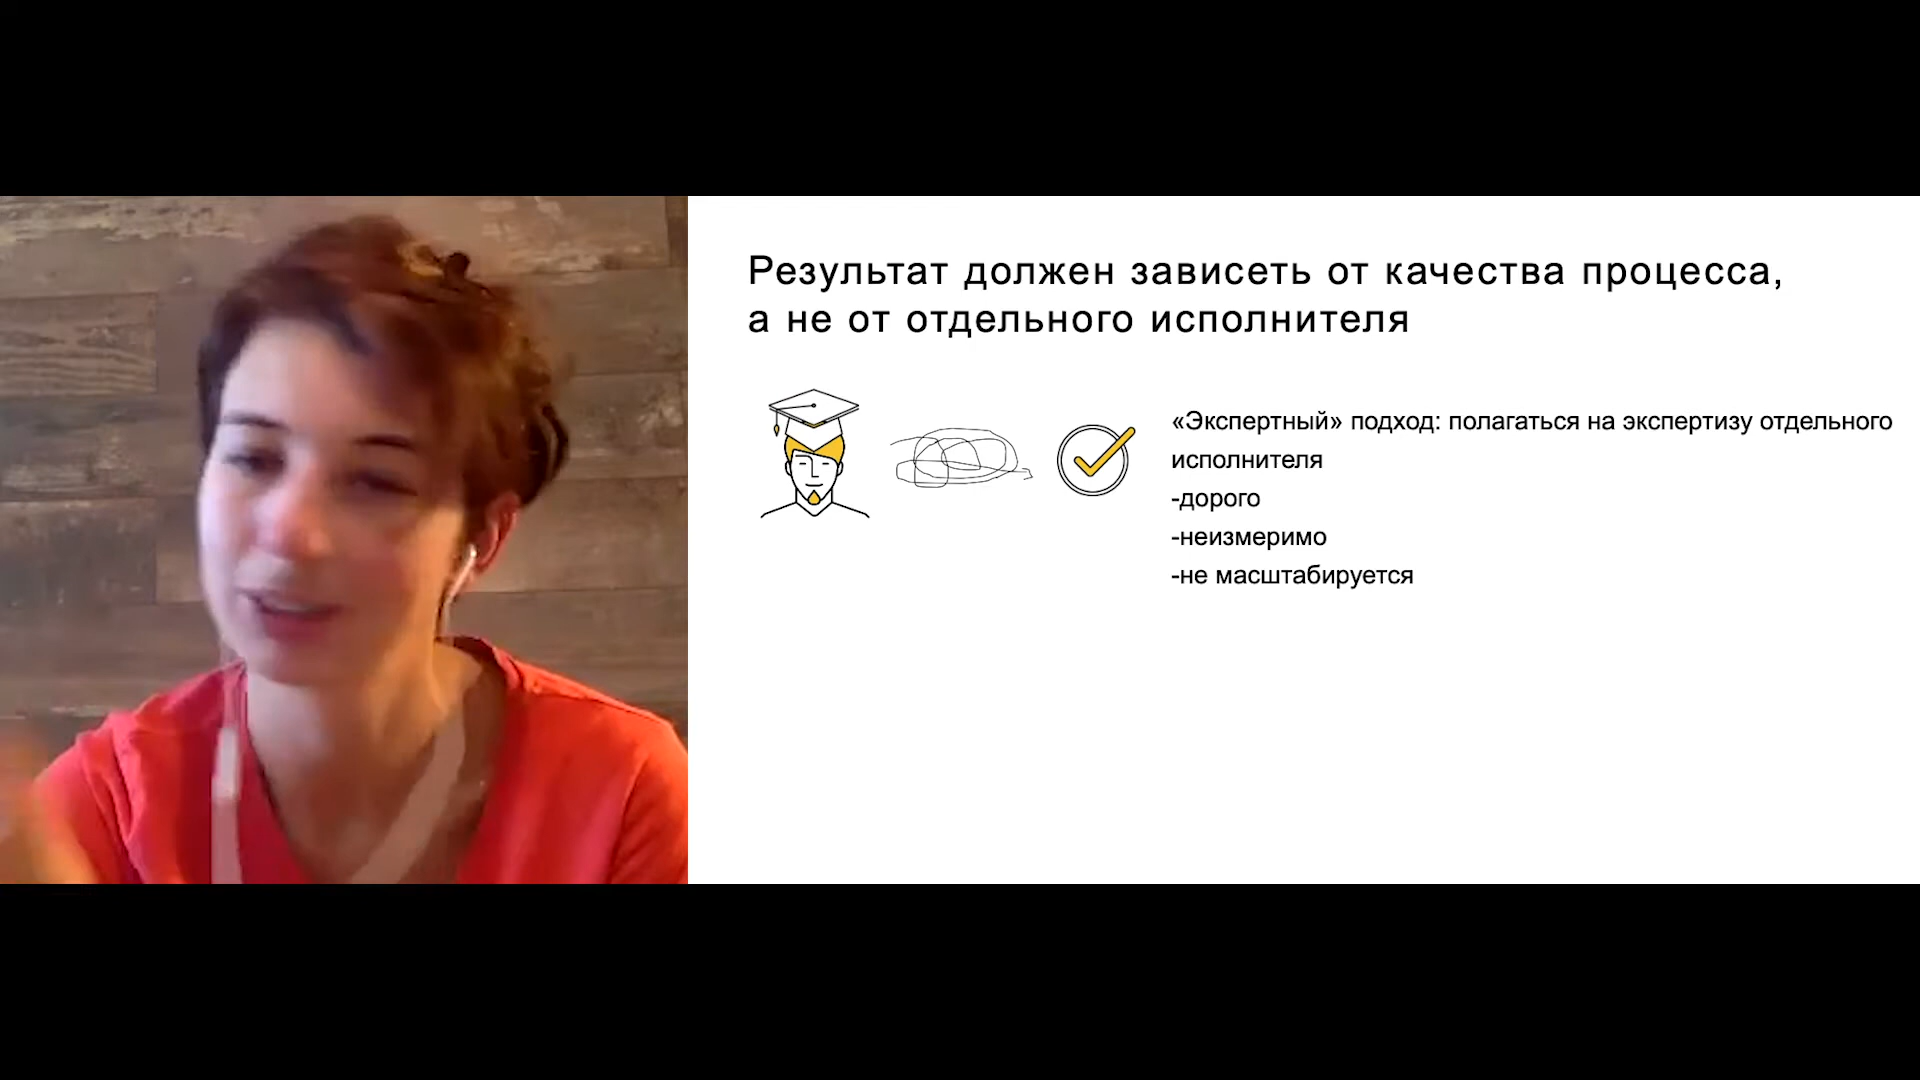 Результат должен зависеть от качества процесса,
а не от отдельного исполнителя
«Экспертный» подход: полагаться на экспертизу отдельного
исполнителя
-дорого
-неизмеримо
-не масштабируется